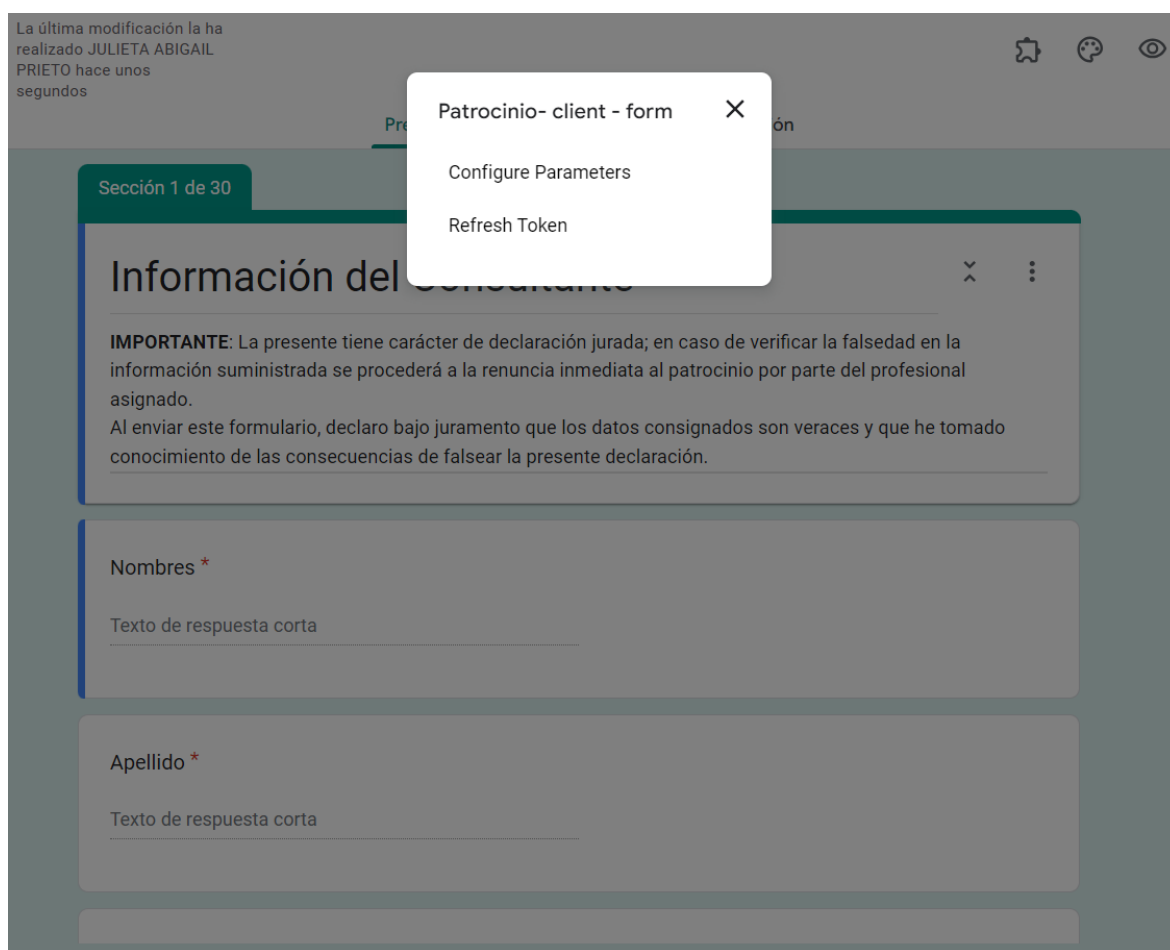 La última modificación la ha
realizado JULIETA ABIGAIL
PRIETO hace unos
segundos
Patrocinio- client - form
Pre
ón
Configure Parameters
Sección 1 de 30
Refresh Token
Información del
IMPORTANTE: La presente tiene carácter de declaración jurada; en caso de verificar la falsedad en la
información suministrada se procederá a la renuncia inmediata al patrocinio por parte del profesional
asignado.
Al enviar este formulario, declaro bajo juramento que los datos consignados son veraces y que he tomado
conocimiento de las consecuencias de falsear la presente declaración.
Nombres *
Texto de respuesta corta
Apellido *
Texto de respuesta corta